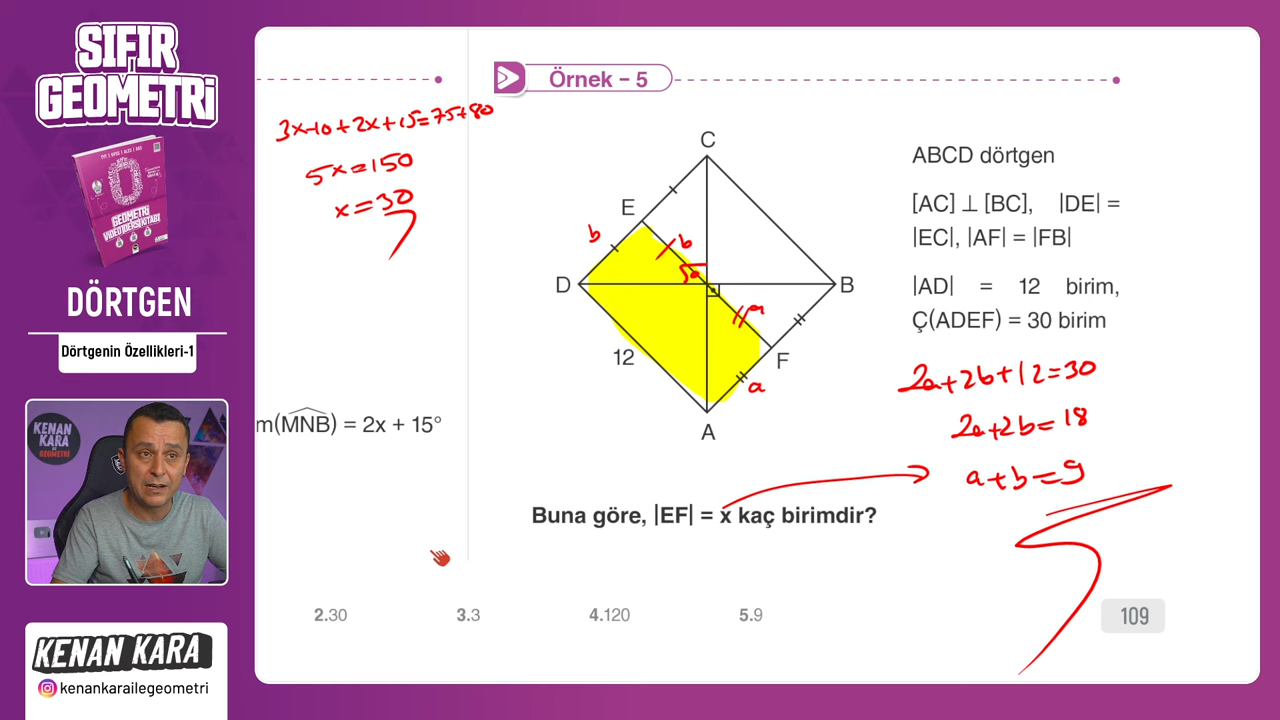 SIFIR
GEOMETRİ
GEOMETRİ
VİDEO DERS KİTABI
DÖRTGEN
Dörtgenin Özellikleri-1
KENAN
KARA
GEOMETRİ
KENAN KARA
kenankarailegeometri
3x-10+2x+15=75+80
5x=150
x=30
m(MNB) = 2x + 15°
Örnek – 5
C
E
b
b
D
B
a
12
F
a
A
ABCD dörtgen
[AC] ⊥ [BC], |DE| =
|EC|, |AF| = |FB|
|AD| = 12 birim,
Ç(ADEF) = 30 birim
2a+2b+12=30
2a+2b=18
a+b=9
Buna göre, |EF| = x kaç birimdir?
2.30 3.3 4.120 5.9
109